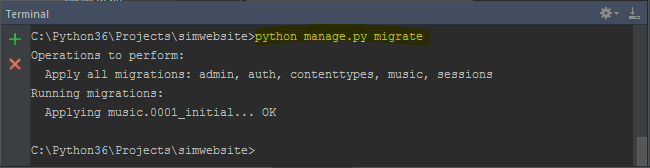 Terminal
C:\Python36\Projects\simwebsite>python manage.py migrate
Operations to perform:
  Apply all migrations: admin, auth, contenttypes, music, sessions
Running migrations:
  Applying music.0001_initial... OK
C:\Python36\Projects\simwebsite>